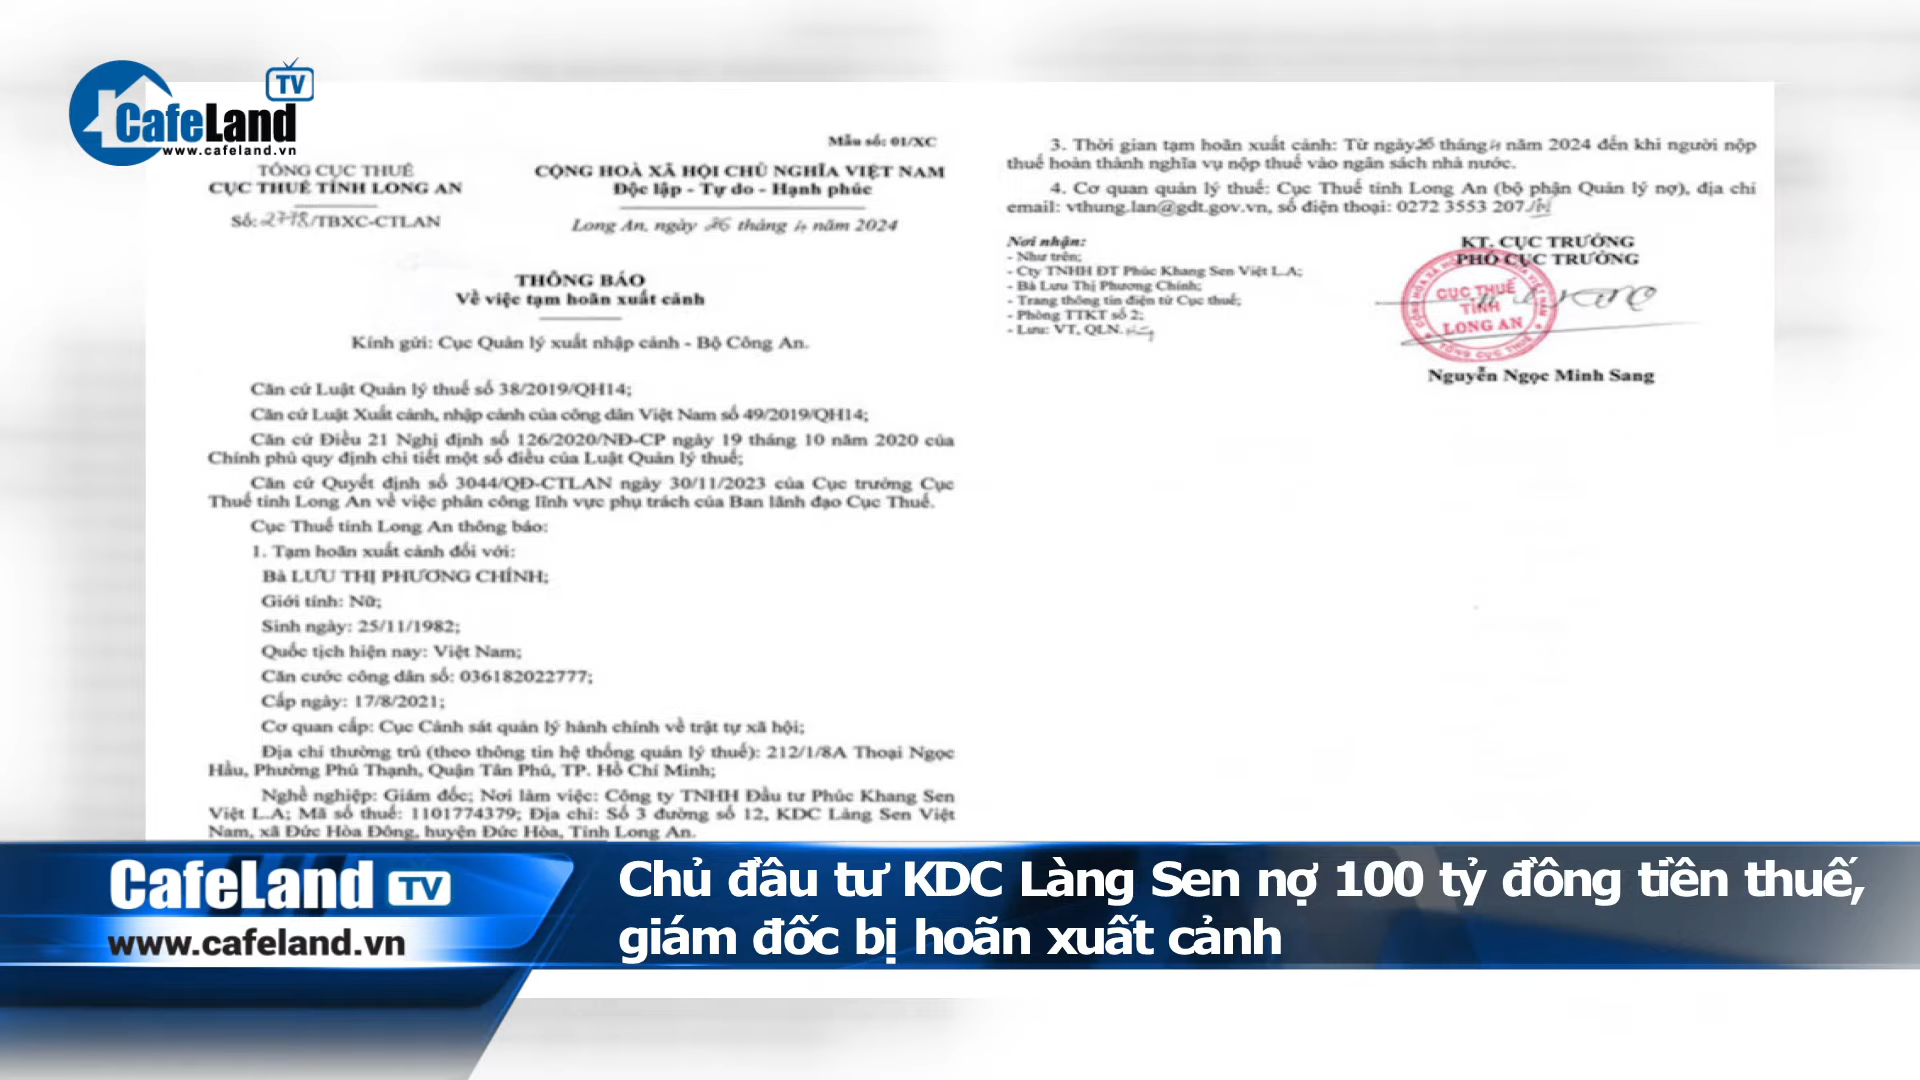 TV
CafeLand
www.cafeland.vn
Mẫu số: 01/XC
TỔNG CỤC THUẾ
CỤC THUẾ TỈNH LONG AN
Số: 2778/TBXC-CTLAN
CỘNG HOÀ XÃ HỘI CHỦ NGHĨA VIỆT NAM
Độc lập - Tự do - Hạnh phúc
Long An, ngày 26 tháng 4 năm 2024
THÔNG BÁO
Về việc tạm hoãn xuất cảnh
Kính gửi: Cục Quản lý xuất nhập cảnh - Bộ Công An.
Căn cứ Luật Quản lý thuế số 38/2019/QH14;
Căn cứ Luật Xuất cảnh, nhập cảnh của công dân Việt Nam số 49/2019/QH14;
Căn cứ Điều 21 Nghị định số 126/2020/NĐ-CP ngày 19 tháng 10 năm 2020 của
Chính phủ quy định chi tiết một số điều của Luật Quản lý thuế;
Căn cứ Quyết định số 3044/QĐ-CTLAN ngày 30/11/2023 của Cục trưởng Cục
Thuế tỉnh Long An về việc phân công lĩnh vực phụ trách của Ban lãnh đạo Cục Thuế.
Cục Thuế tỉnh Long An thông báo:
1. Tạm hoãn xuất cảnh đối với:
Bà LƯU THỊ PHƯƠNG CHÍNH;
Giới tính: Nữ;
Sinh ngày: 25/11/1982;
Quốc tịch hiện nay: Việt Nam;
Căn cước công dân số: 036182022777;
Cấp ngày: 17/8/2021;
Cơ quan cấp: Cục Cảnh sát quản lý hành chính về trật tự xã hội;
Địa chỉ thường trú (theo thông tin hệ thống quản lý thuế): 212/1/8A Thoại Ngọc
Hầu, Phường Phú Thạnh, Quận Tân Phú, TP. Hồ Chí Minh;
Nghề nghiệp: Giám đốc; Nơi làm việc: Công ty TNHH Đầu tư Phúc Khang Sen
Việt L.A; Mã số thuế: 1101774379; Địa chỉ: Số 3 đường số 12, KDC Làng Sen Việt
Nam, xã Đức Hòa Đông, huyện Đức Hòa, Tỉnh Long An.
3. Thời gian tạm hoãn xuất cảnh: Từ ngày 26 tháng 4 năm 2024 đến khi người nộp
thuế hoàn thành nghĩa vụ nộp thuế vào ngân sách nhà nước.
4. Cơ quan quản lý thuế: Cục Thuế tỉnh Long An (bộ phận Quản lý nợ), địa chỉ
email: vthung.lan@gdt.gov.vn, số điện thoại: 0272 3553 207./.
Nơi nhận:
- Như trên;
- Cty TNHH ĐT Phúc Khang Sen Việt L.A;
- Bà Lưu Thị Phương Chính;
- Trang thông tin điện tử Cục thuế;
- Phòng TTKT số 2;
- Lưu: VT, QLN.
KT. CỤC TRƯỞNG
PHÓ CỤC TRƯỞNG
CỤC THUẾ
TỈNH
LONG AN
TỔNG CỤC THUẾ
Nguyễn Ngọc Minh Sang
CafeLand TV
www.cafeland.vn
Chủ đầu tư KDC Làng Sen nợ 100 tỷ đồng tiền thuế,
giám đốc bị hoãn xuất cảnh